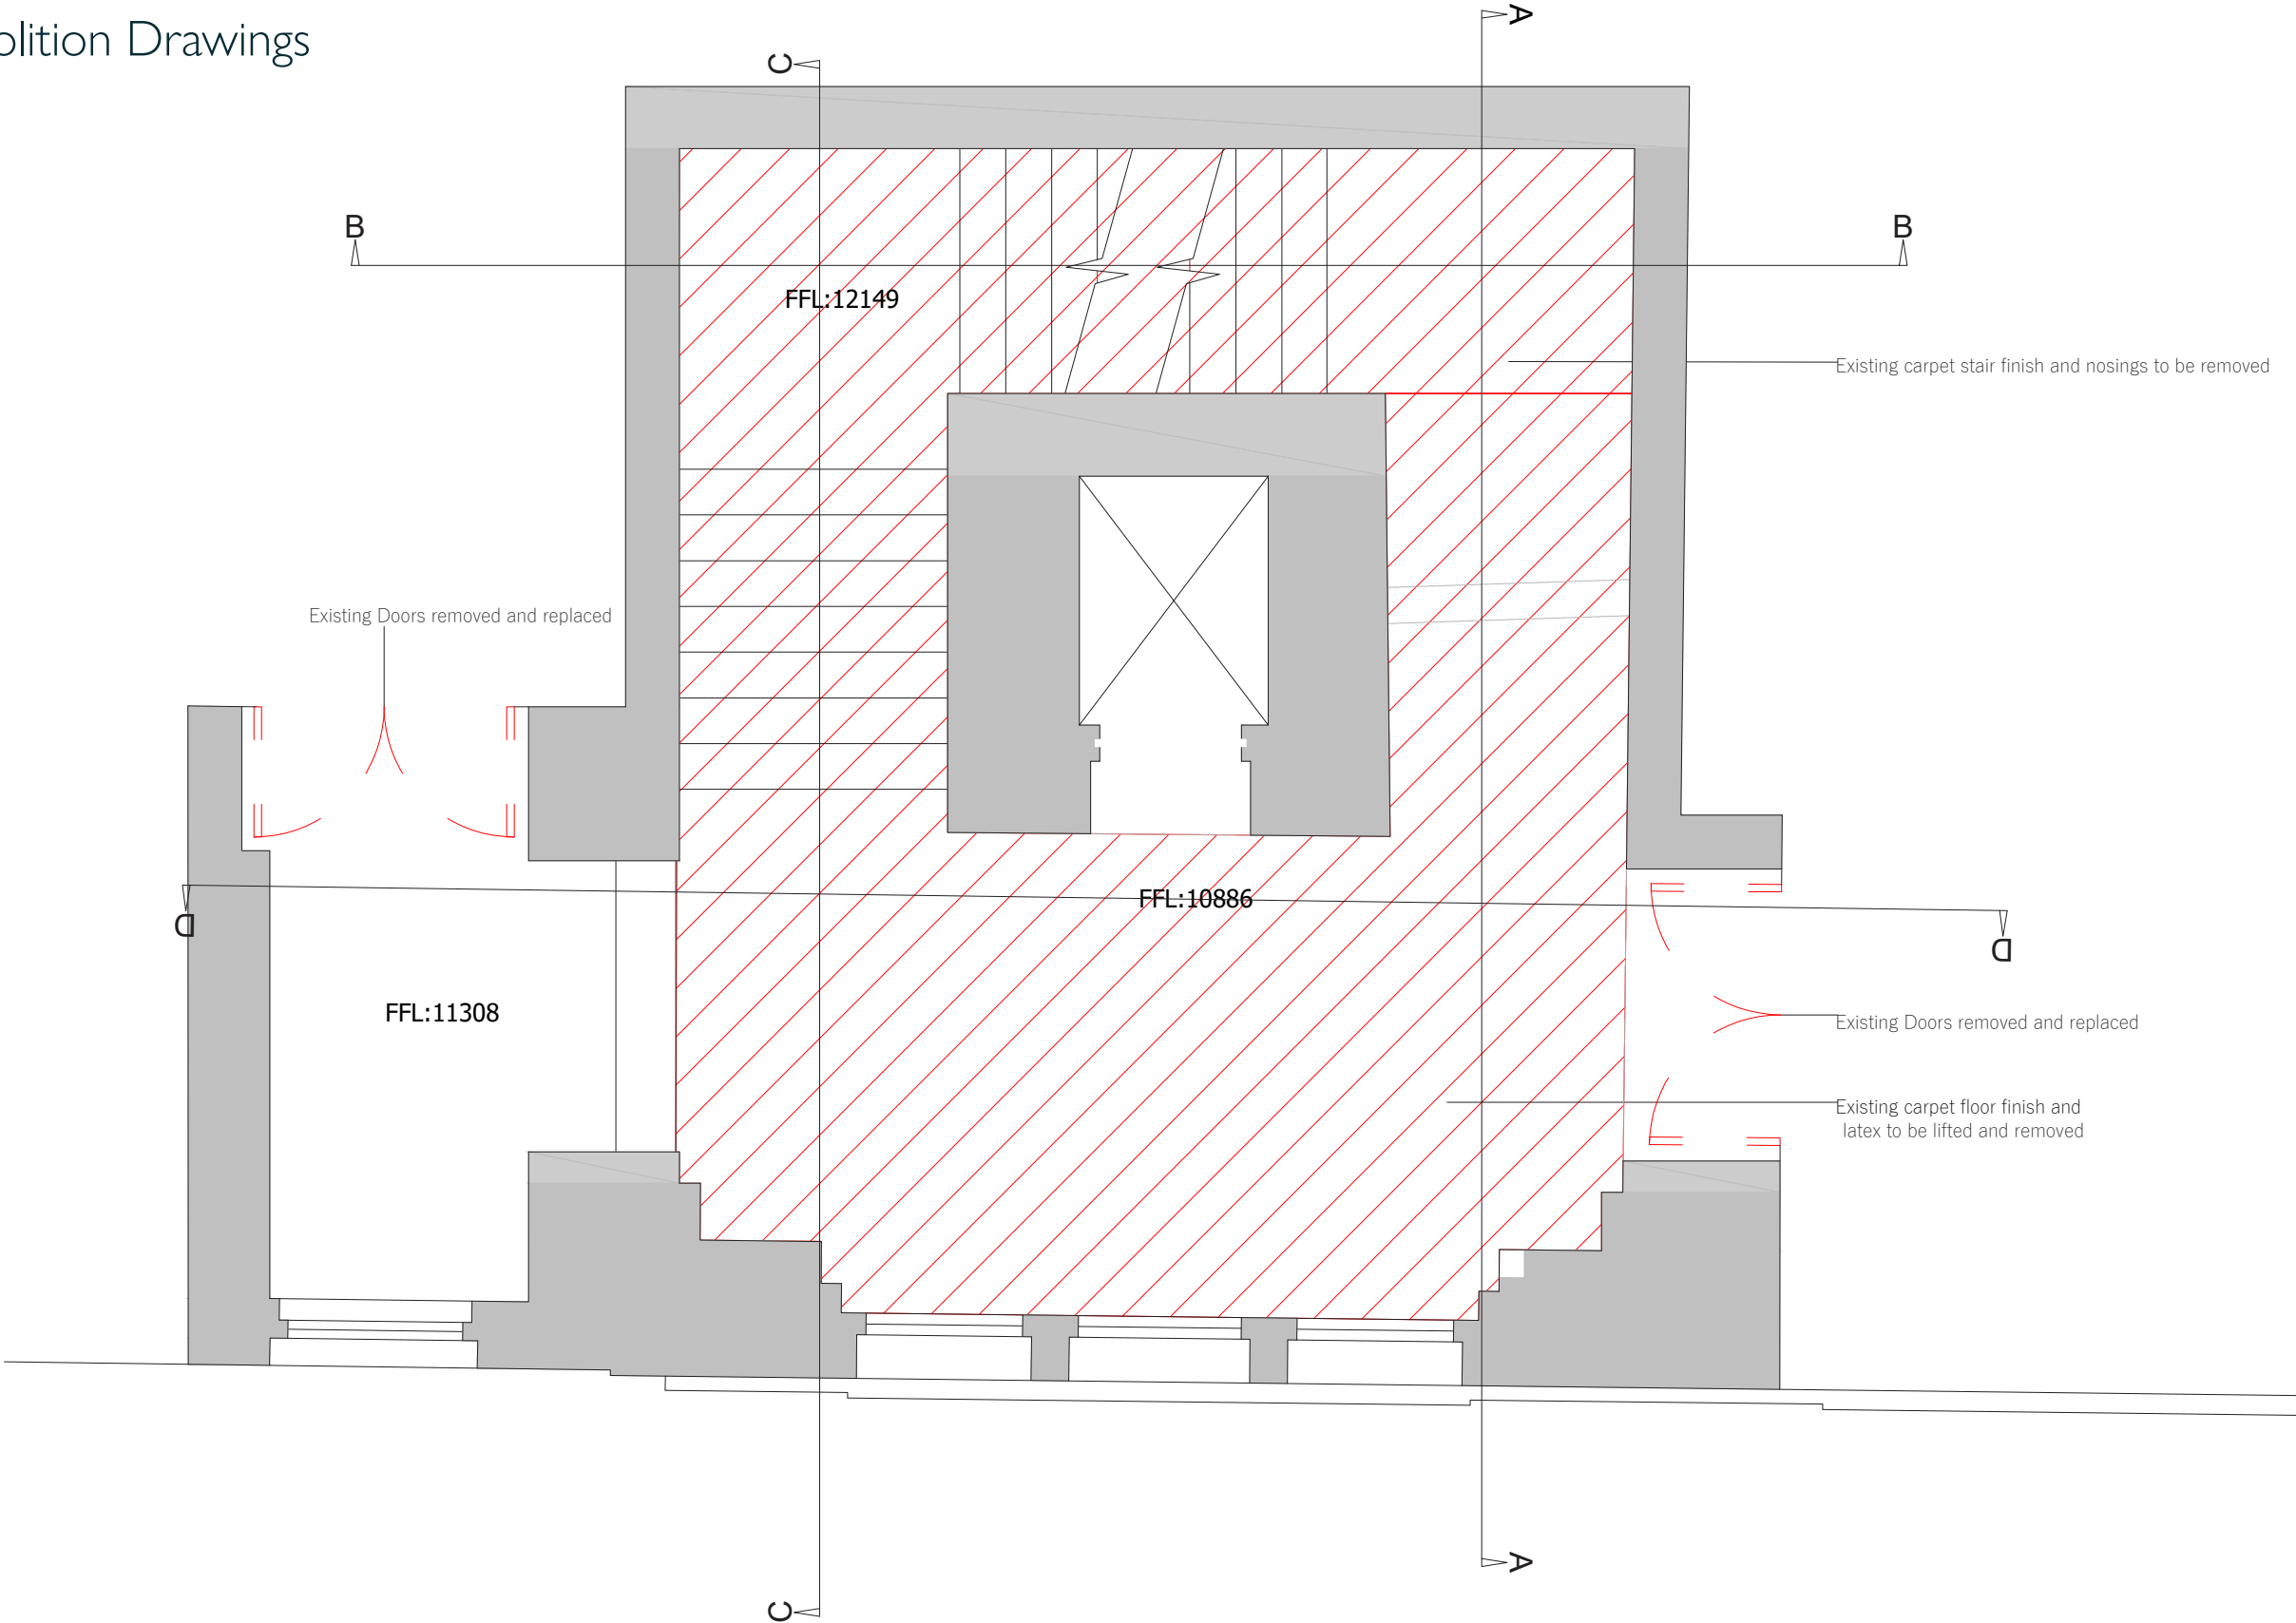 olition Drawings
A
C
B
B
FFL:12149
Existing carpet stair finish and nosings to be removed
Existing Doors removed and replaced
FFL:10886
D
D
FFL:11308
Existing Doors removed and replaced
Existing carpet floor finish and
latex to be lifted and removed
A
C